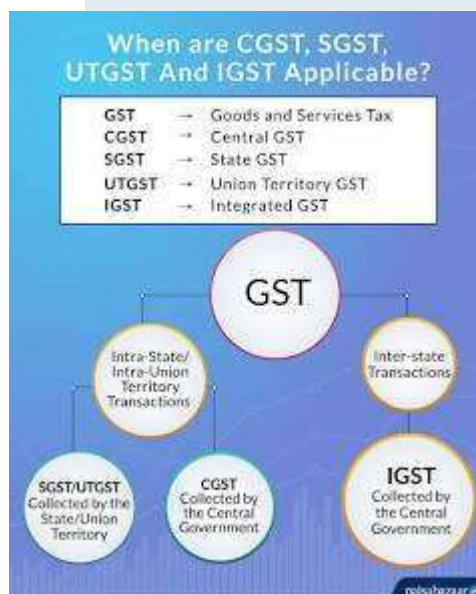 When are CGST, SGST,
UTGST And IGST Applicable?
GST → Goods and Services Tax
CGST → Central GST
SGST → State GST
UTGST → Union Territory GST
IGST → Integrated GST
GST
Intra-State/
Intra-Union
Territory
Transactions
Inter-state
Transactions
SGST/UTGST
Collected by the
State/Union
Territory
CGST
Collected by
the Central
Government
IGST
Collected by
the Central
Government
paisabazaar